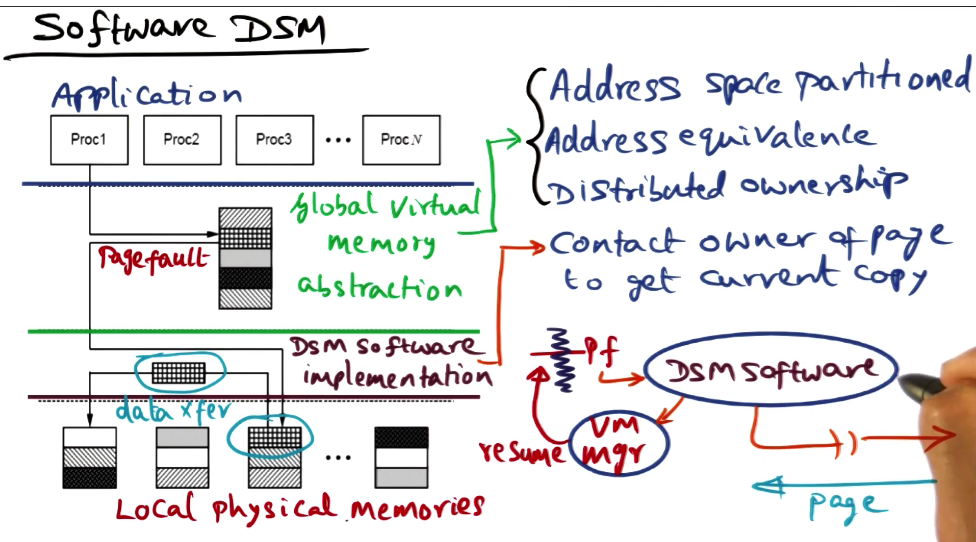 Software DSM
Application
Proc1
Proc2
Proc3
...
Proc N
Global Virtual
memory
abstraction
Page fault
DSM software
implementation
data xfer
...
Local physical memories
Address space partitioned
Address equivalence
Distributed ownership
Contact owner of page
to get current copy
Pf
DSM software
VM
mgr
resume
page